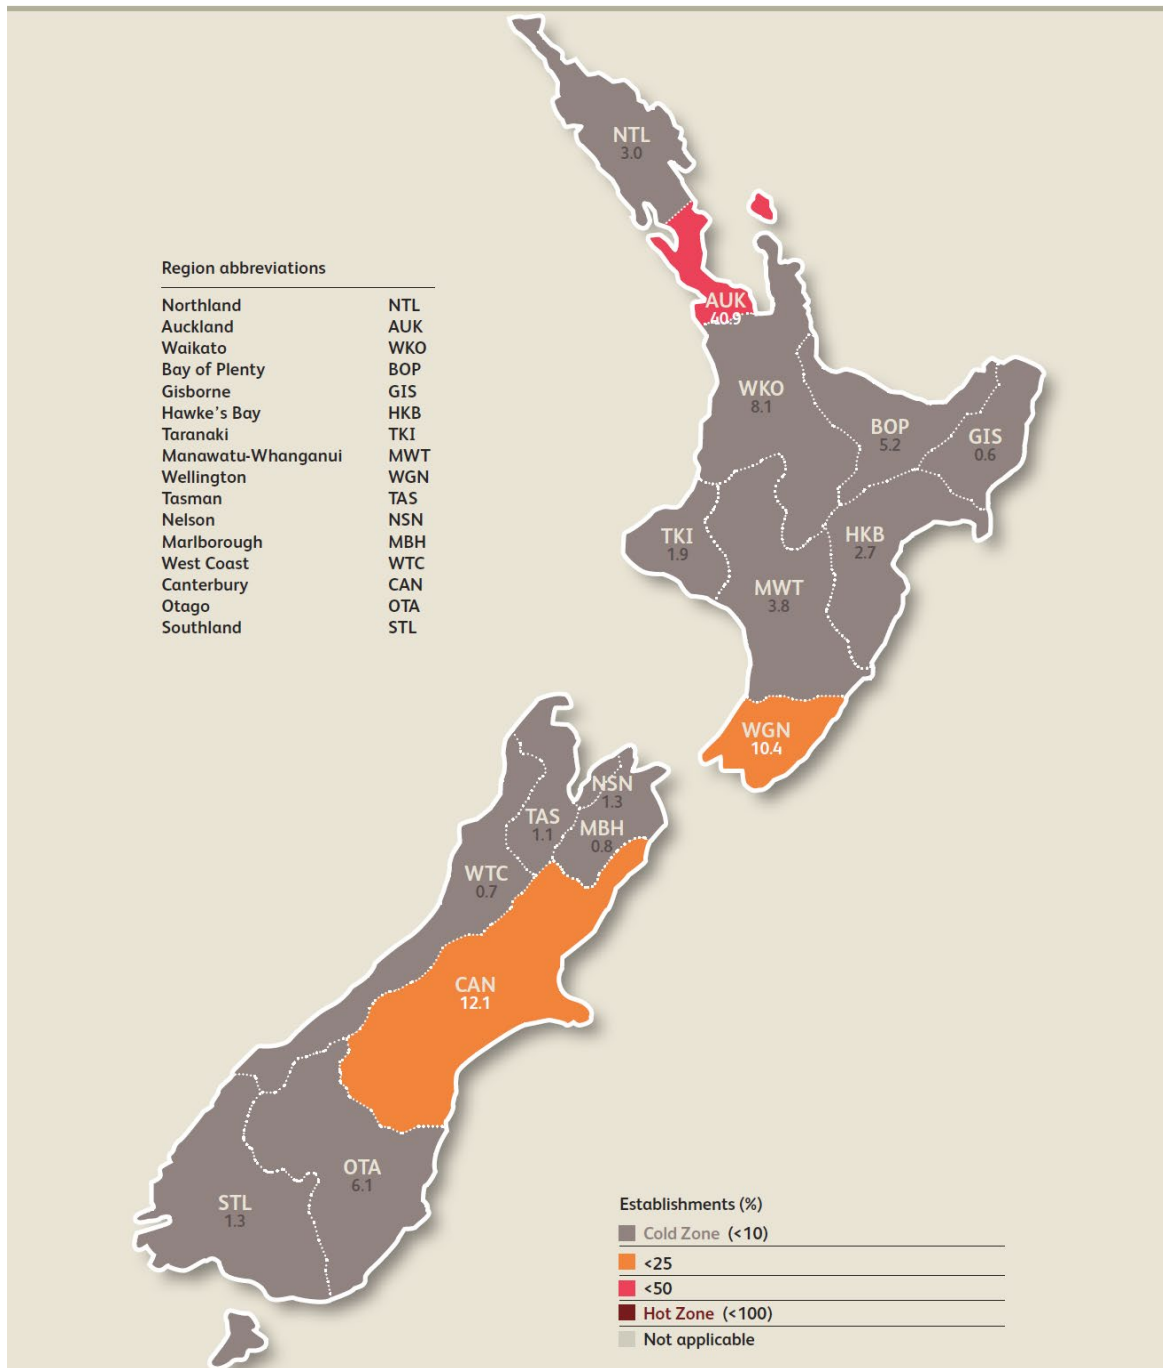 NTL
3.0
AUK
40.9
Region abbreviations
Northland NTL
Auckland AUK
Waikato WKO
Bay of Plenty BOP
Gisborne GIS
Hawke's Bay HKB
Taranaki TKI
Manawatu-Whanganui MWT
Wellington WGN
Tasman TAS
Nelson NSN
Marlborough MBH
West Coast WTC
Canterbury CAN
Otago OTA
Southland STL
WKO
8.1
BOP
5.2
GIS
0.6
TKI
1.9
HKB
2.7
MWT
3.8
WGN
10.4
NSN
1.3
TAS
1.1
MBH
0.8
WTC
0.7
CAN
12.1
OTA
6.1
STL
1.3
Establishments (%)
Cold Zone (<10)
<25
<50
Hot Zone (<100)
Not applicable